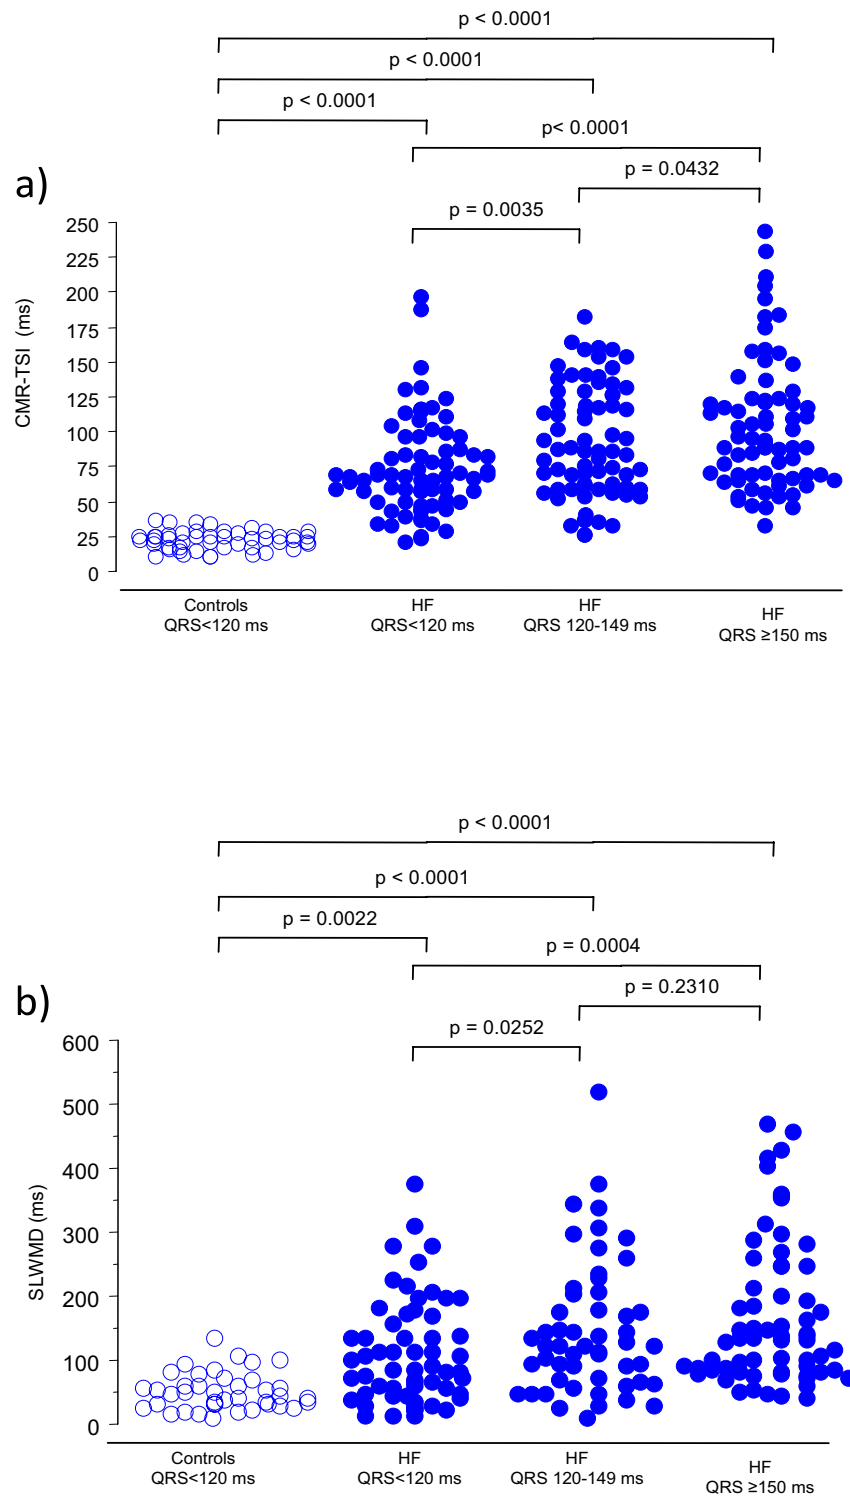 p < 0.0001
p < 0.0001
p < 0.0001
p< 0.0001
a)
p = 0.0432
p = 0.0035
CMR-TSI (ms)
250
225
200
175
150
125
100
75
50
25
0
Controls
QRS<120 ms
HF
QRS<120 ms
HF
QRS 120-149 ms
HF
QRS ≥150 ms
p < 0.0001
p < 0.0001
p = 0.0022
p = 0.0004
b)
p = 0.2310
p = 0.0252
SLWMD (ms)
600
500
400
300
200
100
0
Controls
QRS<120 ms
HF
QRS<120 ms
HF
QRS 120-149 ms
HF
QRS ≥150 ms